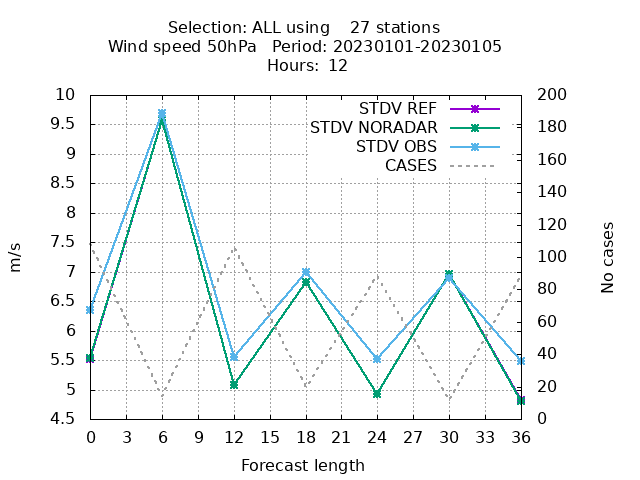 Selection: ALL using    27 stations
Wind speed 50hPa   Period: 20230101-20230105
Hours: 12
STDV REF
STDV NORADAR
STDV OBS
CASES
10
9.5
9
8.5
8
7.5
7
6.5
6
5.5
5
4.5
200
180
160
140
120
100
80
60
40
20
0
m/s
No cases
0 3 6 9 12 15 18 21 24 27 30 33 36
Forecast length